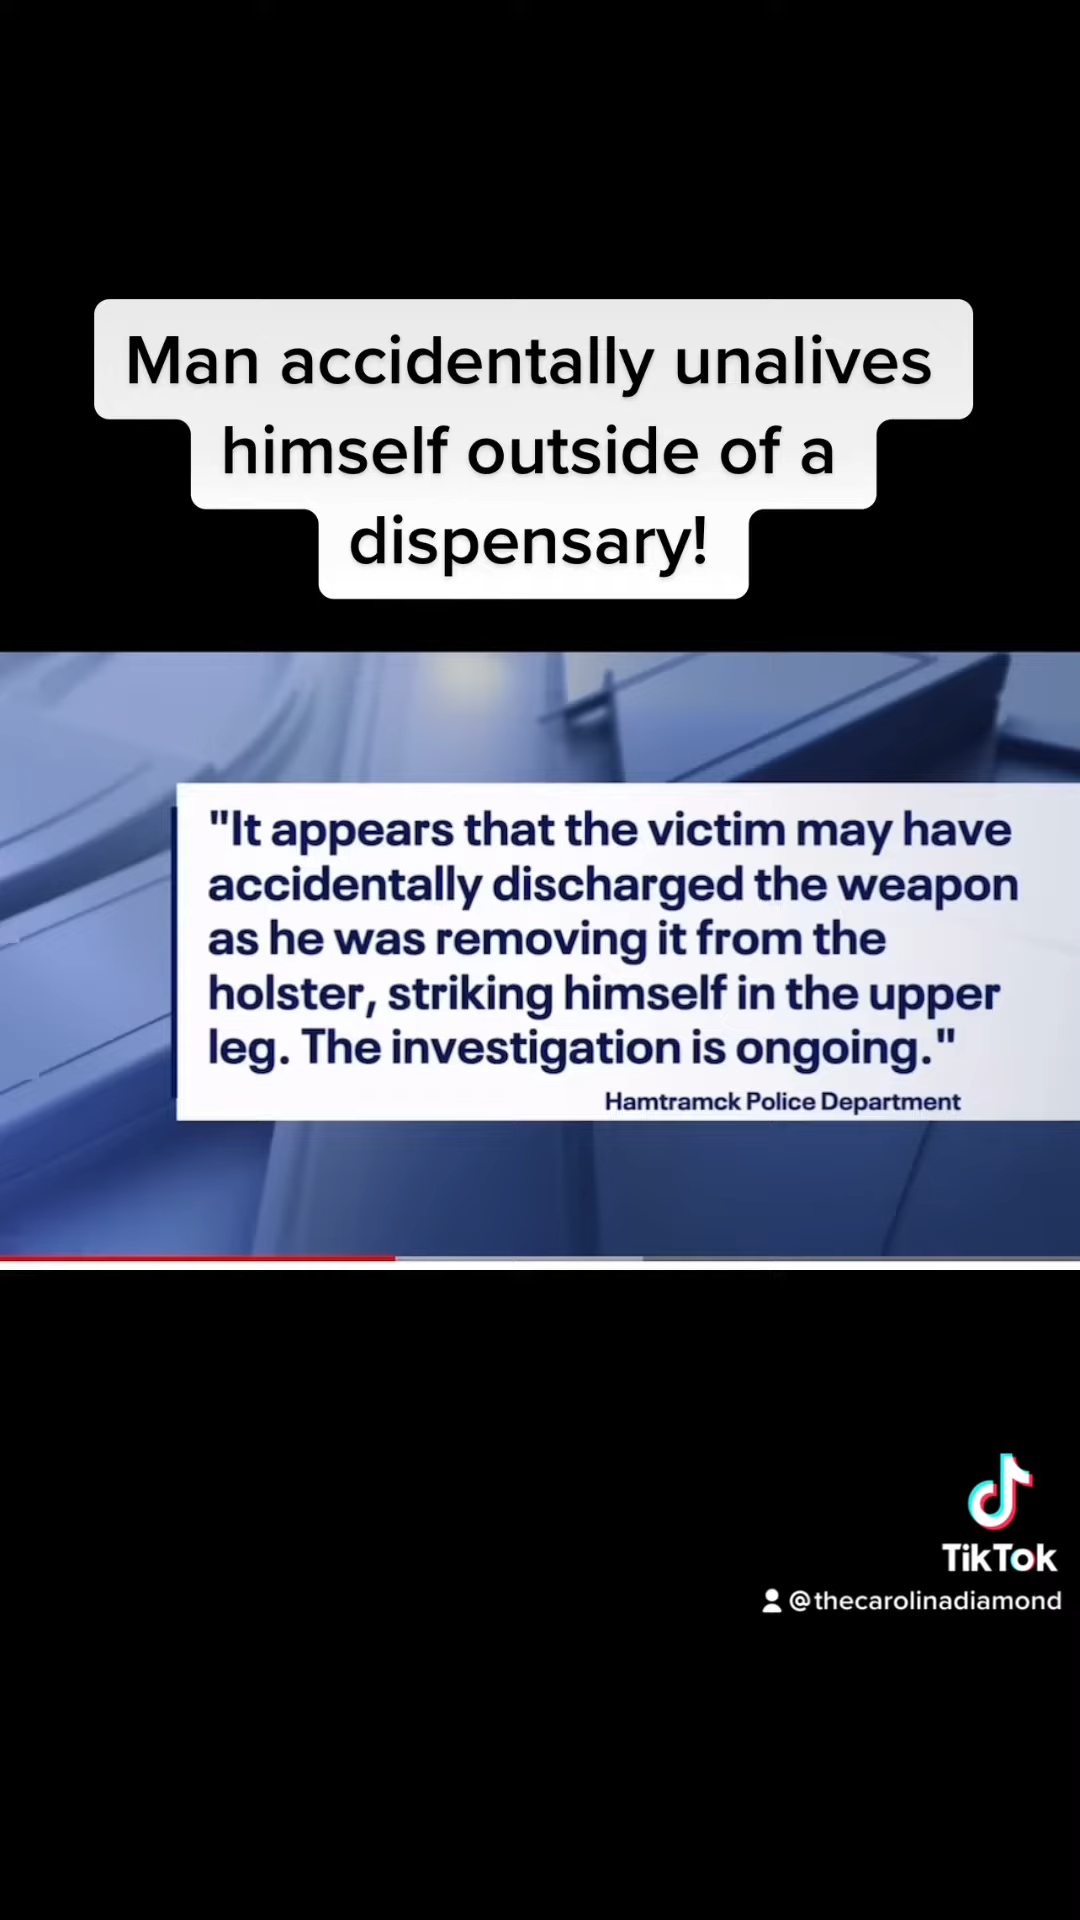 Man accidentally unalives
himself outside of a
dispensary!
"It appears that the victim may have
accidentally discharged the weapon
as he was removing it from the
holster, striking himself in the upper
leg. The investigation is ongoing."
Hamtramck Police Department
TikTok
@thecarolinadiamond